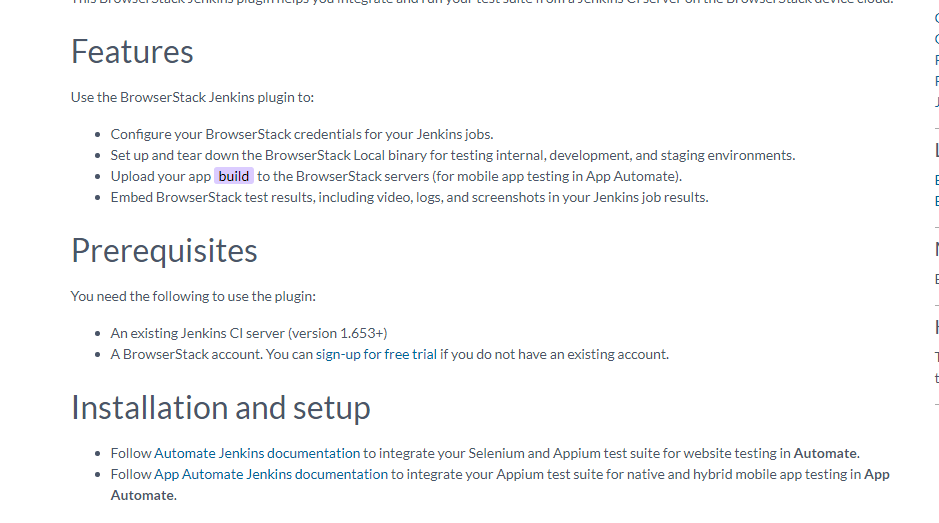 This BrowserStack Jenkins plugin helps you integrate and run your test suite from a Jenkins CI server on the BrowserStack device cloud.
Features
Use the BrowserStack Jenkins plugin to:
• Configure your BrowserStack credentials for your Jenkins jobs.
• Set up and tear down the BrowserStack Local binary for testing internal, development, and staging environments.
• Upload your app build to the BrowserStack servers (for mobile app testing in App Automate).
• Embed BrowserStack test results, including video, logs, and screenshots in your Jenkins job results.
Prerequisites
You need the following to use the plugin:
• An existing Jenkins CI server (version 1.653+)
• A BrowserStack account. You can sign-up for free trial if you do not have an existing account.
Installation and setup
• Follow Automate Jenkins documentation to integrate your Selenium and Appium test suite for website testing in Automate.
• Follow App Automate Jenkins documentation to integrate your Appium test suite for native and hybrid mobile app testing in App
Automate.